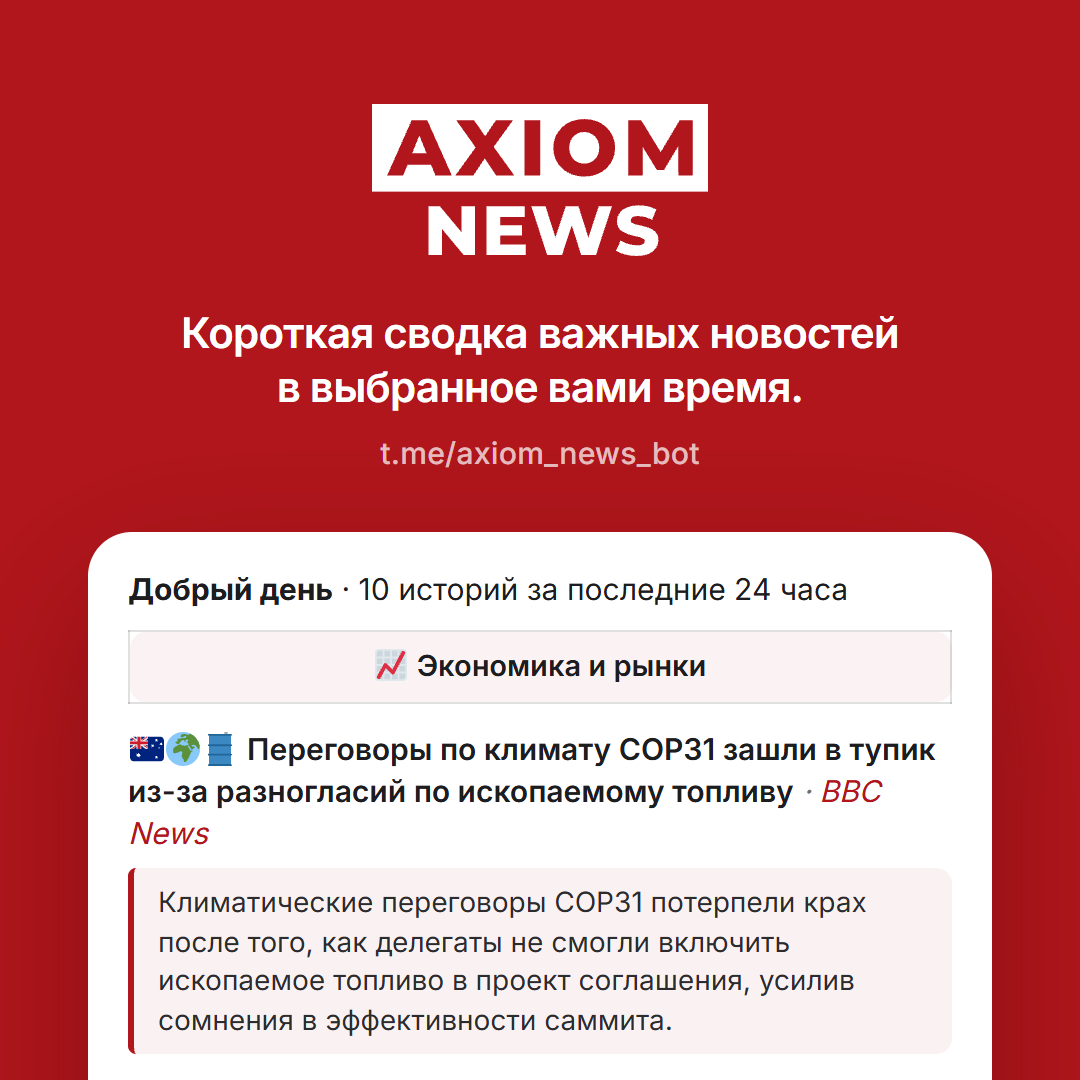 AXIOM
NEWS
Короткая сводка важных новостей
в выбранное вами время.
t.me/axiom_news_bot
Добрый день · 10 историй за последние 24 часа
📈 Экономика и рынки
🇦🇺🌍🛢️ Переговоры по климату COP31 зашли в тупик
из-за разногласий по ископаемому топливу · BBC
News
Климатические переговоры COP31 потерпели крах
после того, как делегаты не смогли включить
ископаемое топливо в проект соглашения, усилив
сомнения в эффективности саммита.